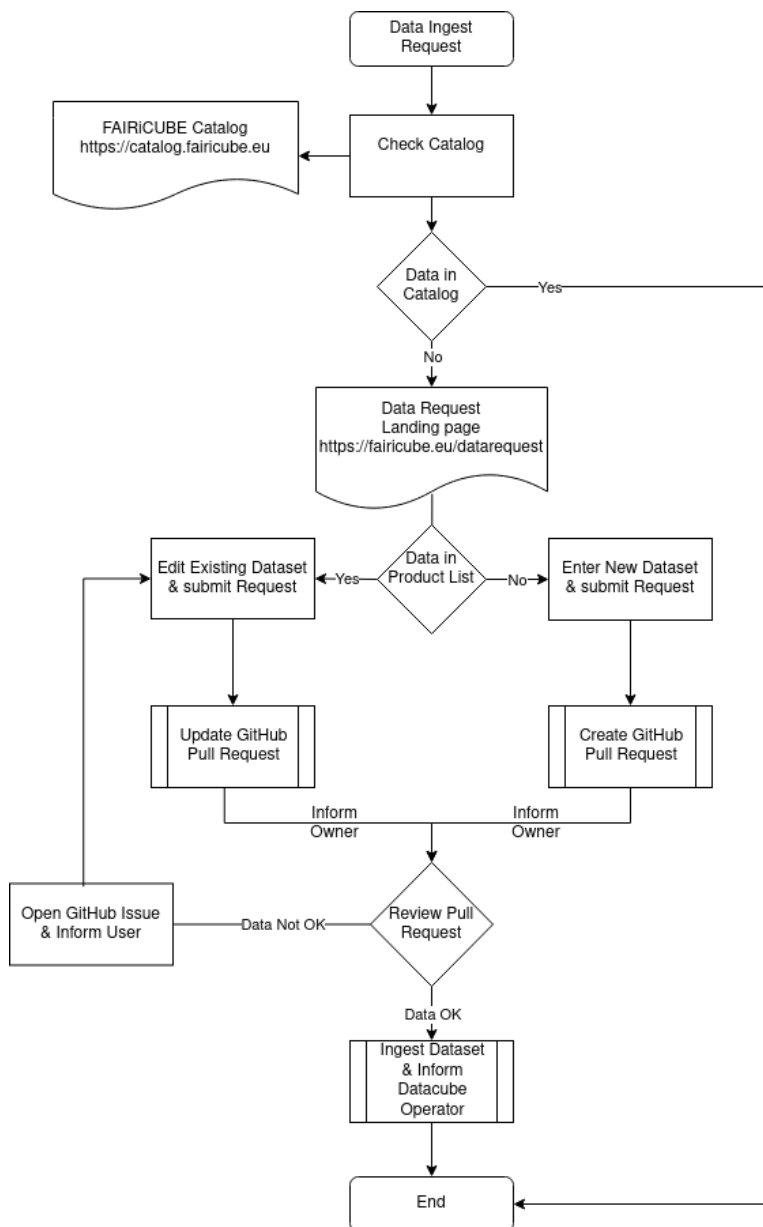 Data Ingest
Request
FAIRiCUBE Catalog
https://catalog.fairicube.eu
Check Catalog
Data in
Catalog
Yes
No
Data Request
Landing page
https://fairicube.eu/datarequest
Edit Existing Dataset
& submit Request
Yes
Data in
Product List
No
Enter New Dataset
& submit Request
Update GitHub
Pull Request
Create GitHub
Pull Request
Inform
Owner
Inform
Owner
Open GitHub Issue
& Inform User
Data Not OK
Review Pull
Request
Data OK
Ingest Dataset
& Inform
Datacube
Operator
End